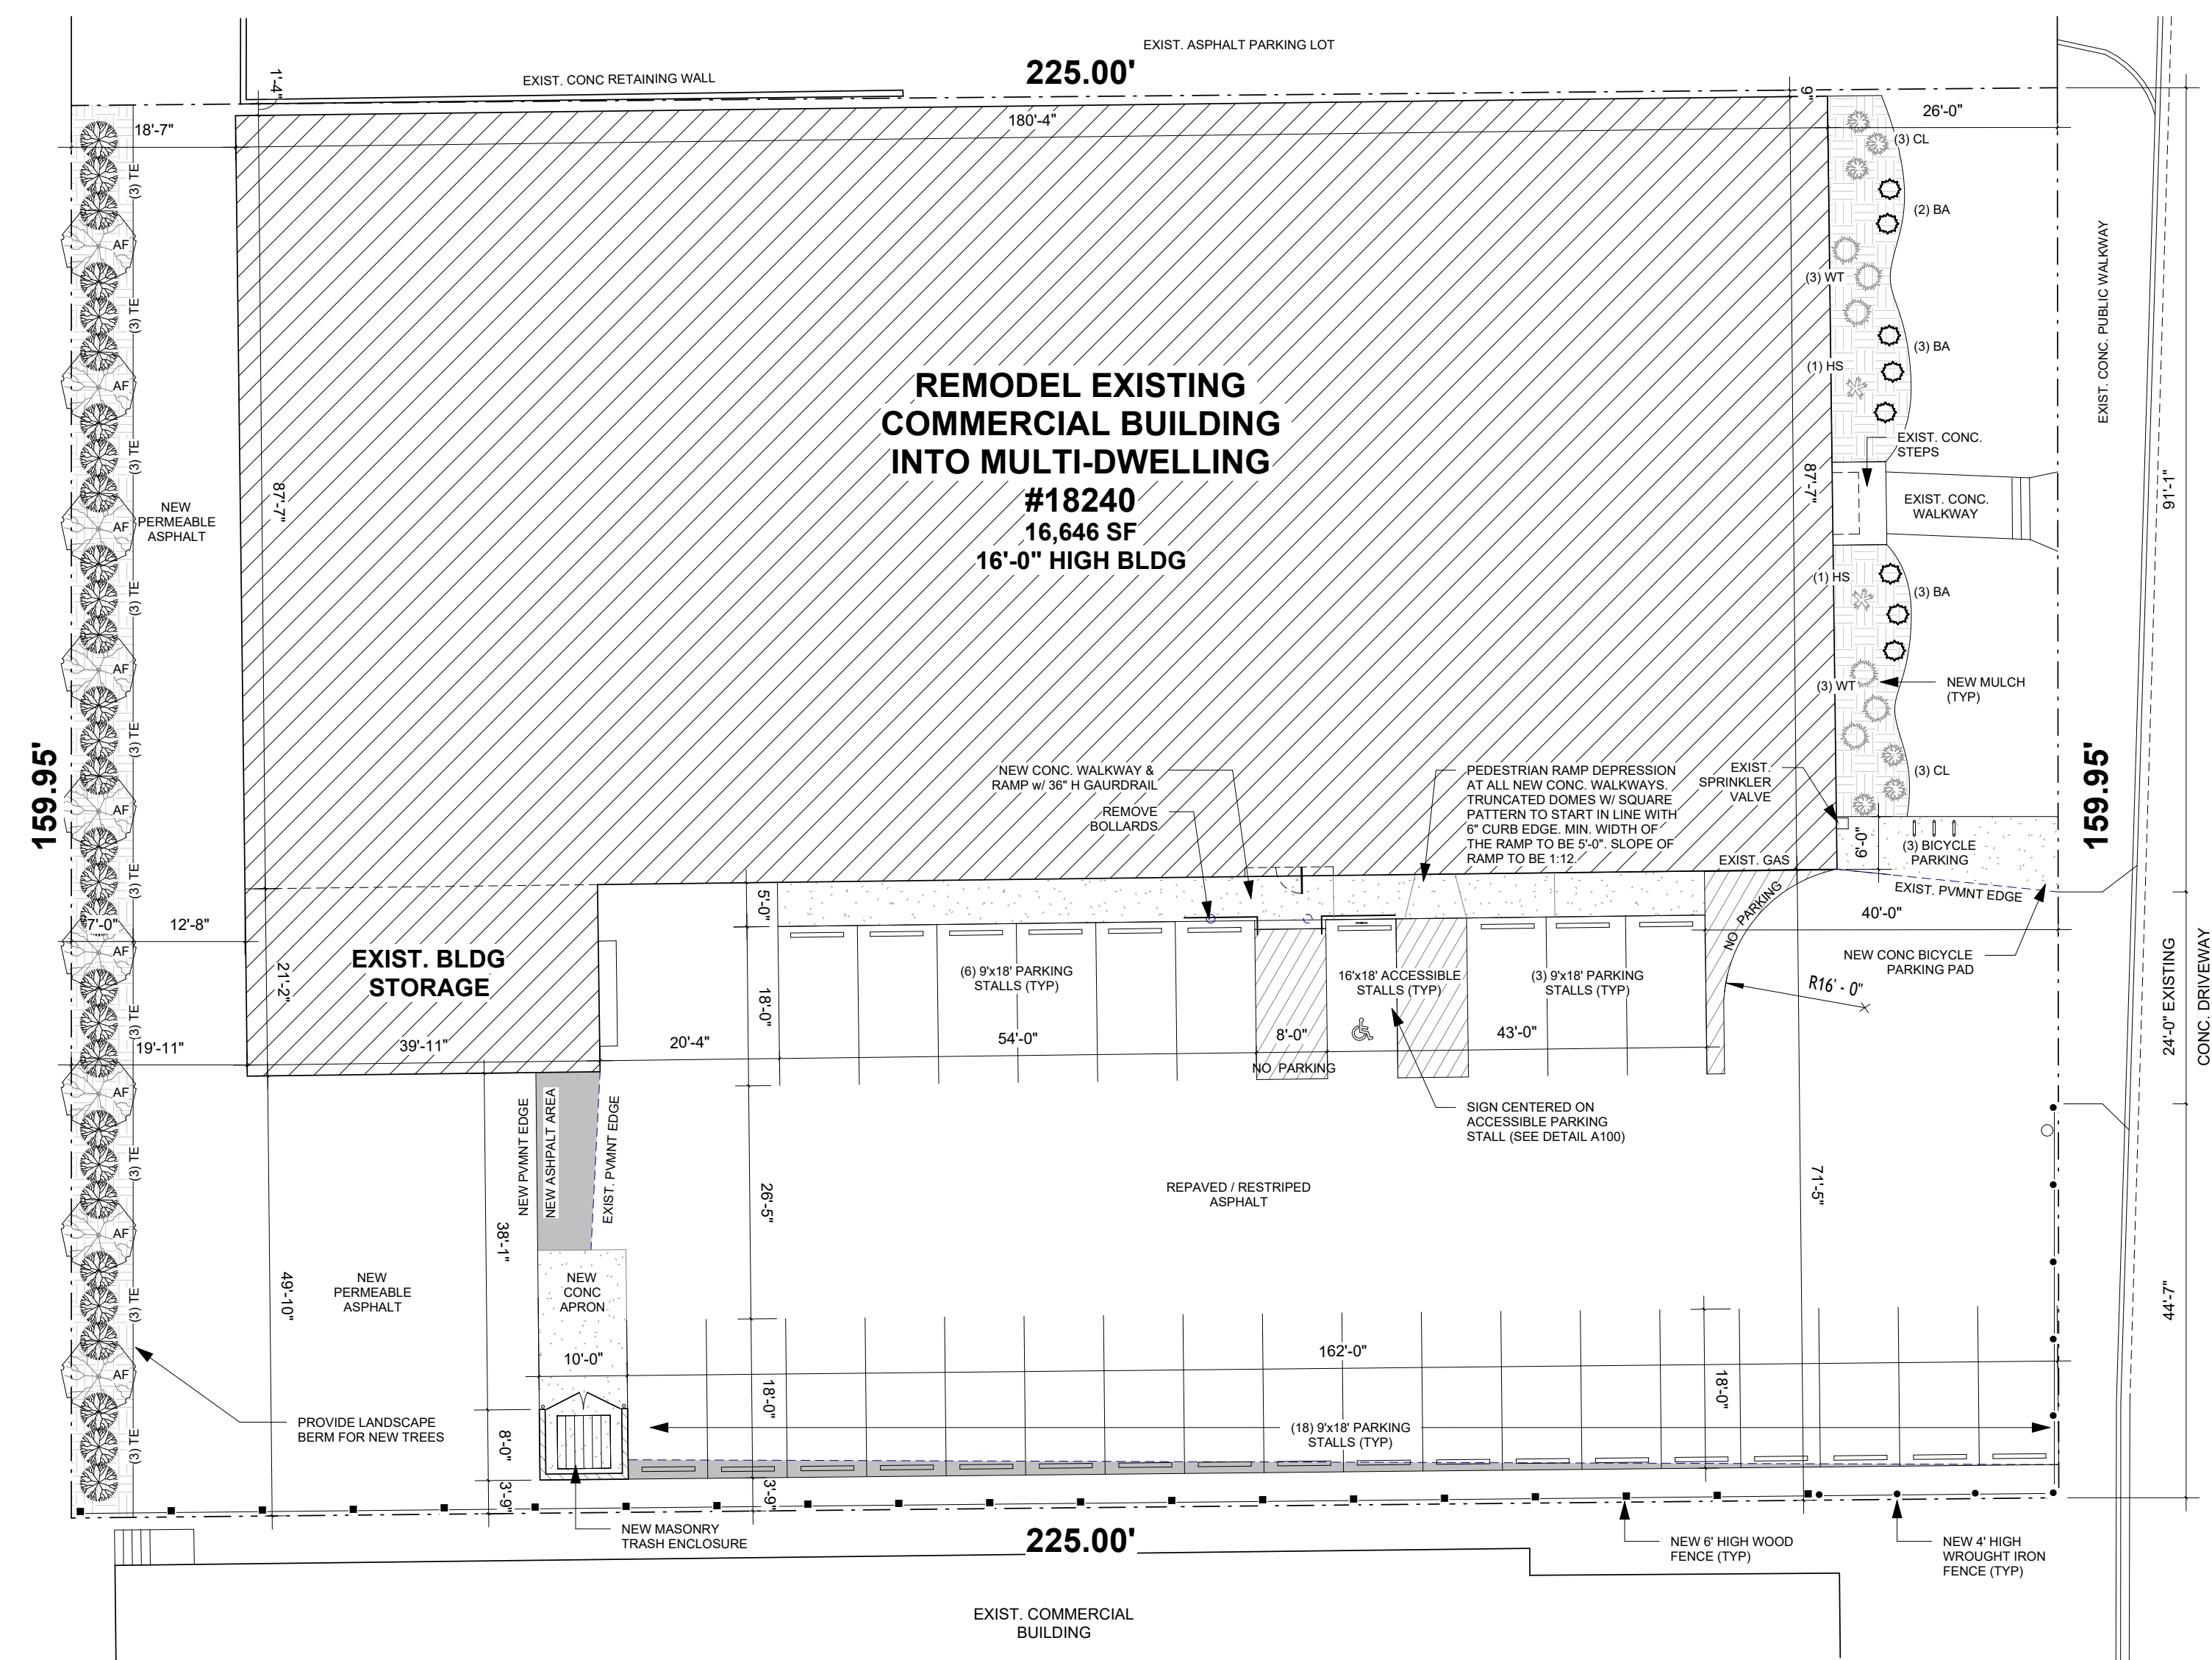 EXIST. ASPHALT PARKING LOT
225.00'
EXIST. CONC RETAINING WALL
1'-4"
9"
18'-7"
180'-4"
26'-0"
(3) CL
(3) TE
(2) BA
AF
EXIST. CONC. PUBLIC WALKWAY
(3) WT
(3) TE
(3) BA
(1) HS
AF
REMODEL EXISTING
COMMERCIAL BUILDING
INTO MULTI-DWELLING
#18240
16,646 SF
16'-0" HIGH BLDG
EXIST. CONC.
STEPS
(3) TE
87'-7"
87'-7"
91'-1"
EXIST. CONC.
WALKWAY
NEW
PERMEABLE
ASPHALT
AF
(1) HS
(3) BA
(3) TE
AF
(3) WT
NEW MULCH
(TYP)
(3) TE
159.95'
159.95'
NEW CONC. WALKWAY &
RAMP w/ 36" H GAURDRAIL
REMOVE
BOLLARDS
PEDESTRIAN RAMP DEPRESSION
AT ALL NEW CONC. WALKWAYS.
TRUNCATED DOMES W/ SQUARE
PATTERN TO START IN LINE WITH
6" CURB EDGE. MIN. WIDTH OF
THE RAMP TO BE 5'-0". SLOPE OF
RAMP TO BE 1:12.
EXIST.
SPRINKLER
VALVE
(3) CL
AF
6'-0"
(3) BICYCLE
PARKING
EXIST. GAS
(3) TE
NO PARKING
EXIST. PVMNT EDGE
5'-0"
7'-0"
12'-8"
40'-0"
AF
EXIST. BLDG
STORAGE
21'-2"
NEW CONC BICYCLE
PARKING PAD
(6) 9'x18' PARKING
STALLS (TYP)
16'x18' ACCESSIBLE
STALLS (TYP)
(3) 9'x18' PARKING
STALLS (TYP)
R16' - 0"
18'-0"
24'-0" EXISTING
CONC. DRIVEWAY
(3) TE
19'-11"
39'-11"
20'-4"
54'-0"
8'-0"
43'-0"
NO PARKING
AF
NEW PVMNT EDGE
NEW ASHPALT AREA
EXIST. PVMNT EDGE
SIGN CENTERED ON
ACCESSIBLE PARKING
STALL (SEE DETAIL A100)
(3) TE
REPAVED / RESTRIPED
ASPHALT
26'-5"
71'-5"
AF
38'-1"
NEW
PERMEABLE
ASPHALT
49'-10"
NEW
CONC
APRON
44'-7"
(3) TE
10'-0"
162'-0"
AF
18'-0"
18'-0"
PROVIDE LANDSCAPE
BERM FOR NEW TREES
(18) 9'x18' PARKING
STALLS (TYP)
(3) TE
8'-0"
3'-9"
3'-9"
NEW MASONRY
TRASH ENCLOSURE
225.00'
NEW 6' HIGH WOOD
FENCE (TYP)
NEW 4' HIGH
WROUGHT IRON
FENCE (TYP)
EXIST. COMMERCIAL
BUILDING